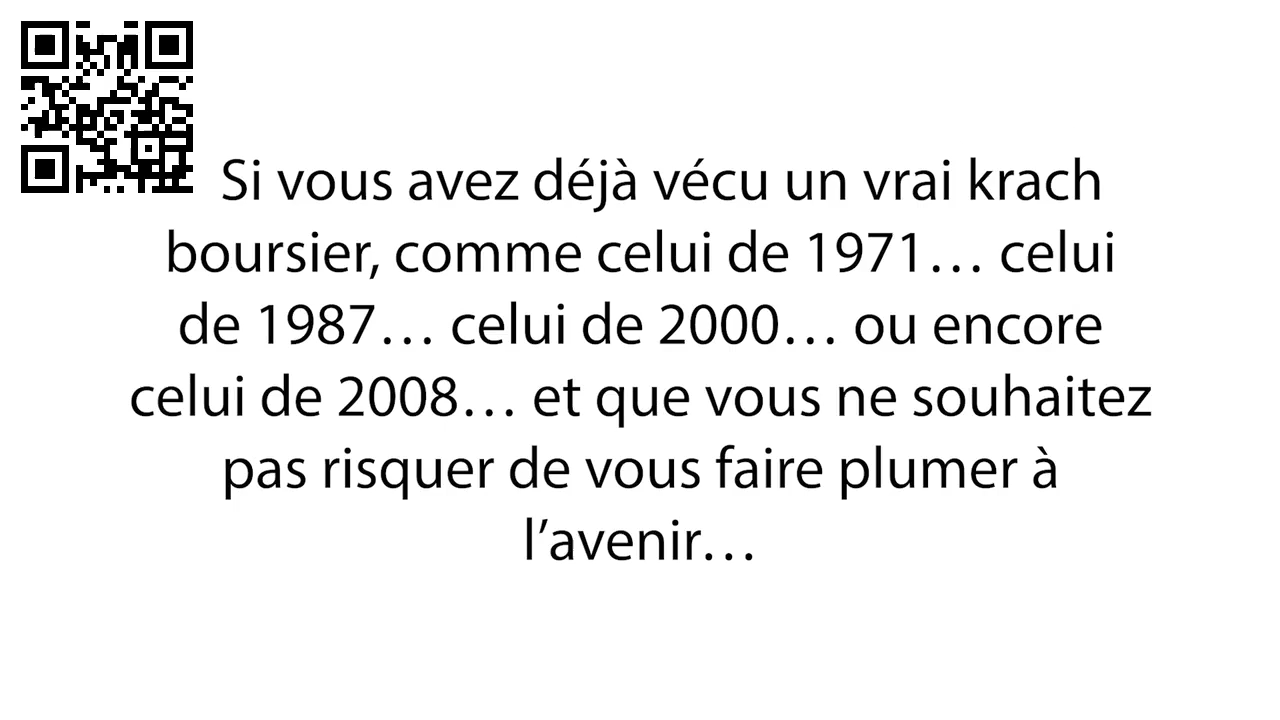 Si vous avez déjà vécu un vrai krach
boursier, comme celui de 1971… celui
de 1987… celui de 2000… ou encore
celui de 2008… et que vous ne souhaitez
pas risquer de vous faire plumer à
l’avenir…